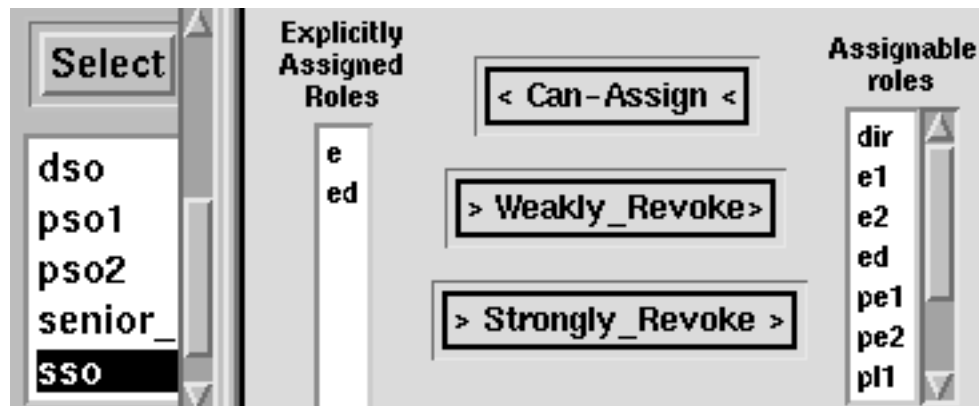 Select
dso
pso1
pso2
senior_
sso
Explicitly
Assigned
Roles
e
ed
< Can-Assign <
> Weakly_Revoke>
> Strongly_Revoke >
Assignable
roles
dir
e1
e2
ed
pe1
pe2
pl1